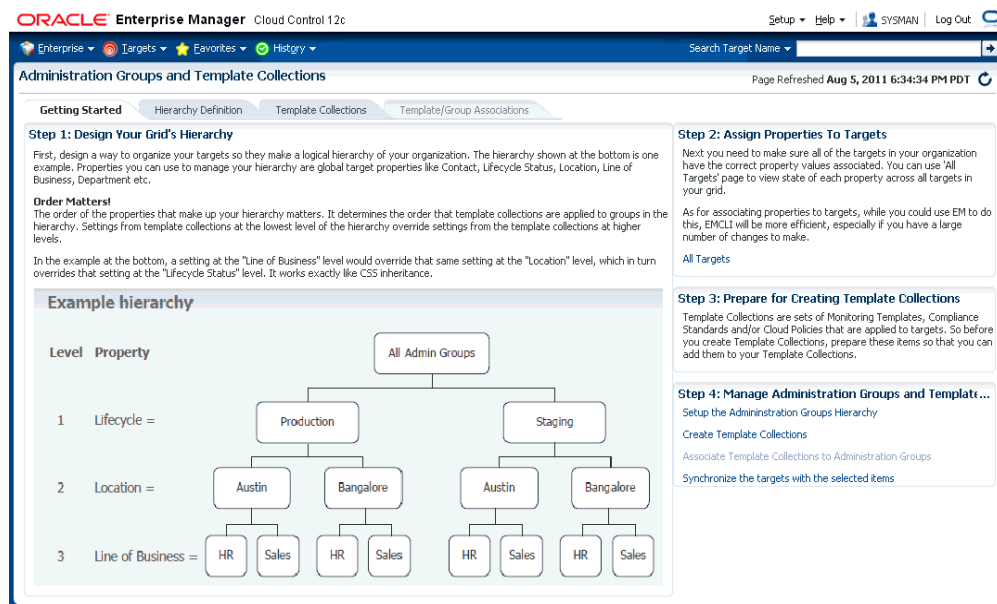 ORACLE Enterprise Manager Cloud Control 12c
Setup Help SYSMAN Log Out
Enterprise Targets Favorites History
Search Target Name
Administration Groups and Template Collections
Page Refreshed Aug 5, 2011 6:34:34 PM PDT
Getting Started Hierarchy Definition Template Collections Template/Group Associations
Step 1: Design Your Grid's Hierarchy
First, design a way to organize your targets so they make a logical hierarchy of your organization. The hierarchy shown at the bottom is one
example. Properties you can use to manage your hierarchy are global target properties like Contact, Lifecycle Status, Location, Line of
Business, Department etc.
Order Matters!
The order of the properties that make up your hierarchy matters. It determines the order that template collections are applied to groups in the
hierarchy. Settings from template collections at the lowest level of the hierarchy override settings from the template collections at higher
levels.
In the example at the bottom, a setting at the "Line of Business" level would override that same setting at the "Location" level, which in turn
overrides that setting at the "Lifecycle Status" level. It works exactly like CSS inheritance.
Example hierarchy
Level Property
All Admin Groups
1 Lifecycle =
Production Staging
2 Location =
Austin Bangalore Austin Bangalore
3 Line of Business =
HR Sales HR Sales HR Sales HR Sales
Step 2: Assign Properties To Targets
Next you need to make sure all of the targets in your organization
have the correct property values associated. You can use 'All
Targets' page to view state of each property across all targets in
your grid.
As for associating properties to targets, while you could use EM to do
this, EMCLI will be more efficient, especially if you have a large
number of changes to make.
All Targets
Step 3: Prepare for Creating Template Collections
Template Collections are sets of Monitoring Templates, Compliance
Standards and/or Cloud Policies that are applied to targets. So before
you create Template Collections, prepare these items so that you can
add them to your Template Collections.
Step 4: Manage Administration Groups and Template...
Setup the Adminstration Groups Hierarchy
Create Template Collections
Associate Template Collections to Administration Groups
Synchronize the targets with the selected items